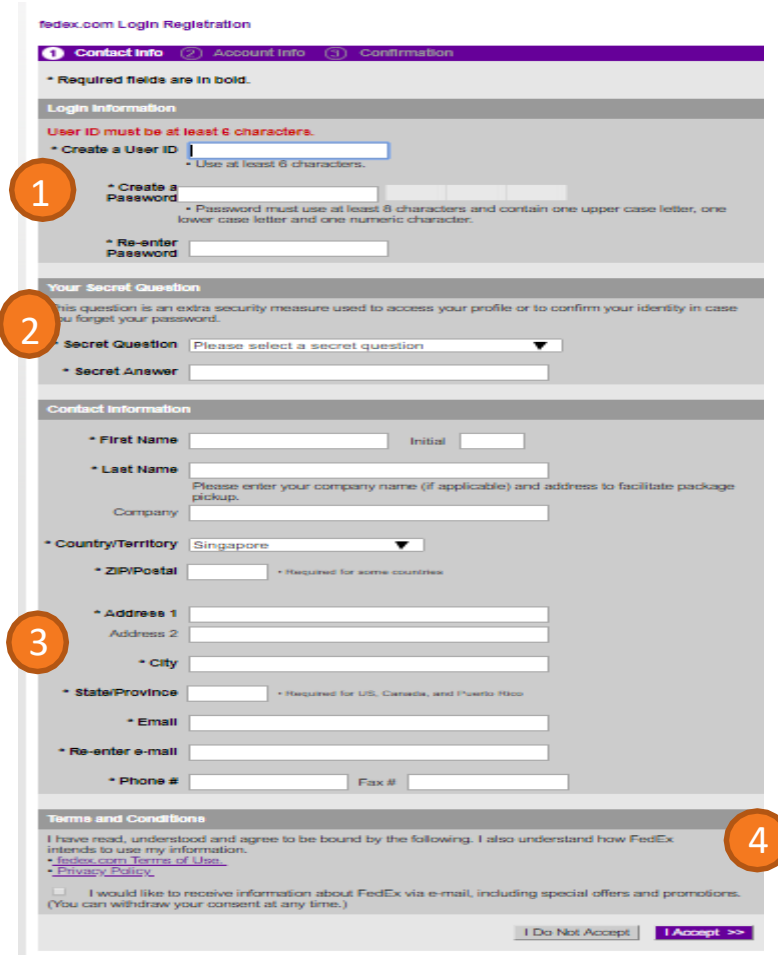 fedex.com Login Registration
1 Contact Info 2 Account Info 3 Confirmation
* Required fields are in bold.
Login Information
User ID must be at least 6 characters.
* Create a User ID
• Use at least 6 characters.
1
* Create a
Password
• Password must use at least 8 characters and contain one upper case letter, one
lower case letter and one numeric character.
* Re-enter
Password
Your Secret Question
This question is an extra security measure used to access your profile or to confirm your identity in case
you forget your password.
2
* Secret Question Please select a secret question
* Secret Answer
Contact Information
* First Name Initial
* Last Name
Please enter your company name (if applicable) and address to facilitate package
pickup.
Company
* Country/Territory Singapore
* ZIP/Postal • Required for some countries
* Address 1
3
Address 2
* City
* State/Province • Required for US, Canada, and Puerto Rico
* Email
* Re-enter e-mail
* Phone # Fax #
Terms and Conditions
4
I have read, understood and agree to be bound by the following. I also understand how FedEx
intends to use my information.
• fedex.com Terms of Use.
• Privacy Policy
I would like to receive information about FedEx via e-mail, including special offers and promotions.
(You can withdraw your consent at any time.)
I Do Not Accept I Accept >>